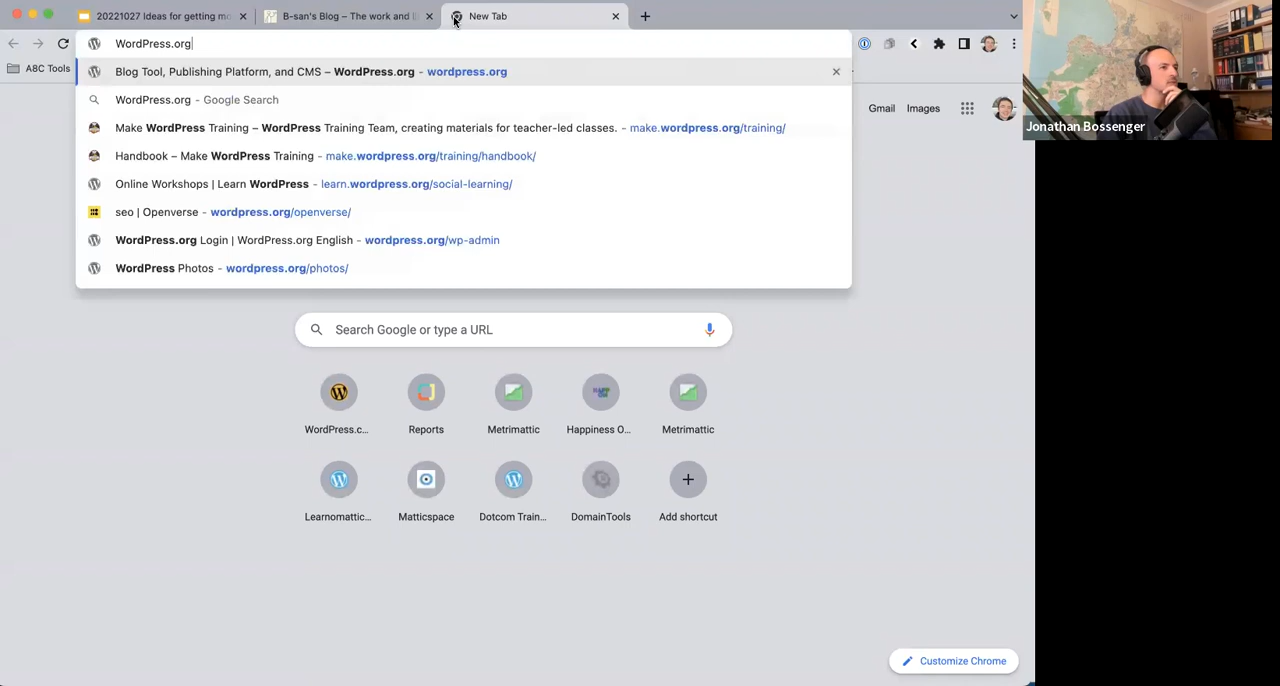 20221027 Ideas for getting mo
B-san's Blog – The work and B
New Tab
WordPress.org
A8C Tools
Blog Tool, Publishing Platform, and CMS – WordPress.org - wordpress.org
WordPress.org - Google Search
Make WordPress Training – WordPress Training Team, creating materials for teacher-led classes. - make.wordpress.org/training/
Handbook – Make WordPress Training - make.wordpress.org/training/handbook/
Online Workshops | Learn WordPress - learn.wordpress.org/social-learning/
seo | Openverse - wordpress.org/openverse/
WordPress.org Login | WordPress.org English - wordpress.org/wp-admin
WordPress Photos - wordpress.org/photos/
Gmail Images
Jonathan Bossenger
Search Google or type a URL
WordPress.c... Reports Metrimattic Happiness O... Metrimattic
Learnomattic... Matticspace Dotcom Train... DomainTools Add shortcut
Customize Chrome